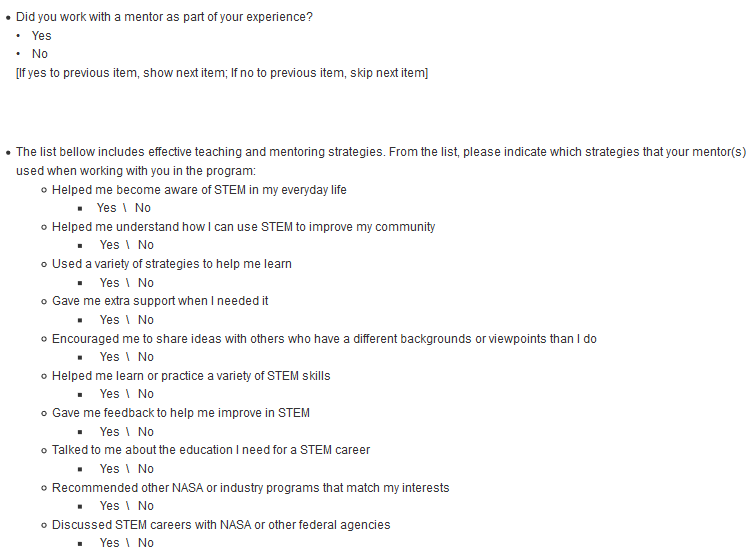 Did you work with a mentor as part of your experience?
Yes
No
[If yes to previous item, show next item; If no to previous item, skip next item]
The list bellow includes effective teaching and mentoring strategies. From the list, please indicate which strategies that your mentor(s)
used when working with you in the program:
Helped me become aware of STEM in my everyday life
Yes \ No
Helped me understand how I can use STEM to improve my community
Yes \ No
Used a variety of strategies to help me learn
Yes \ No
Gave me extra support when I needed it
Yes \ No
Encouraged me to share ideas with others who have a different backgrounds or viewpoints than I do
Yes \ No
Helped me learn or practice a variety of STEM skills
Yes \ No
Gave me feedback to help me improve in STEM
Yes \ No
Talked to me about the education I need for a STEM career
Yes \ No
Recommended other NASA or industry programs that match my interests
Yes \ No
Discussed STEM careers with NASA or other federal agencies
Yes \ No